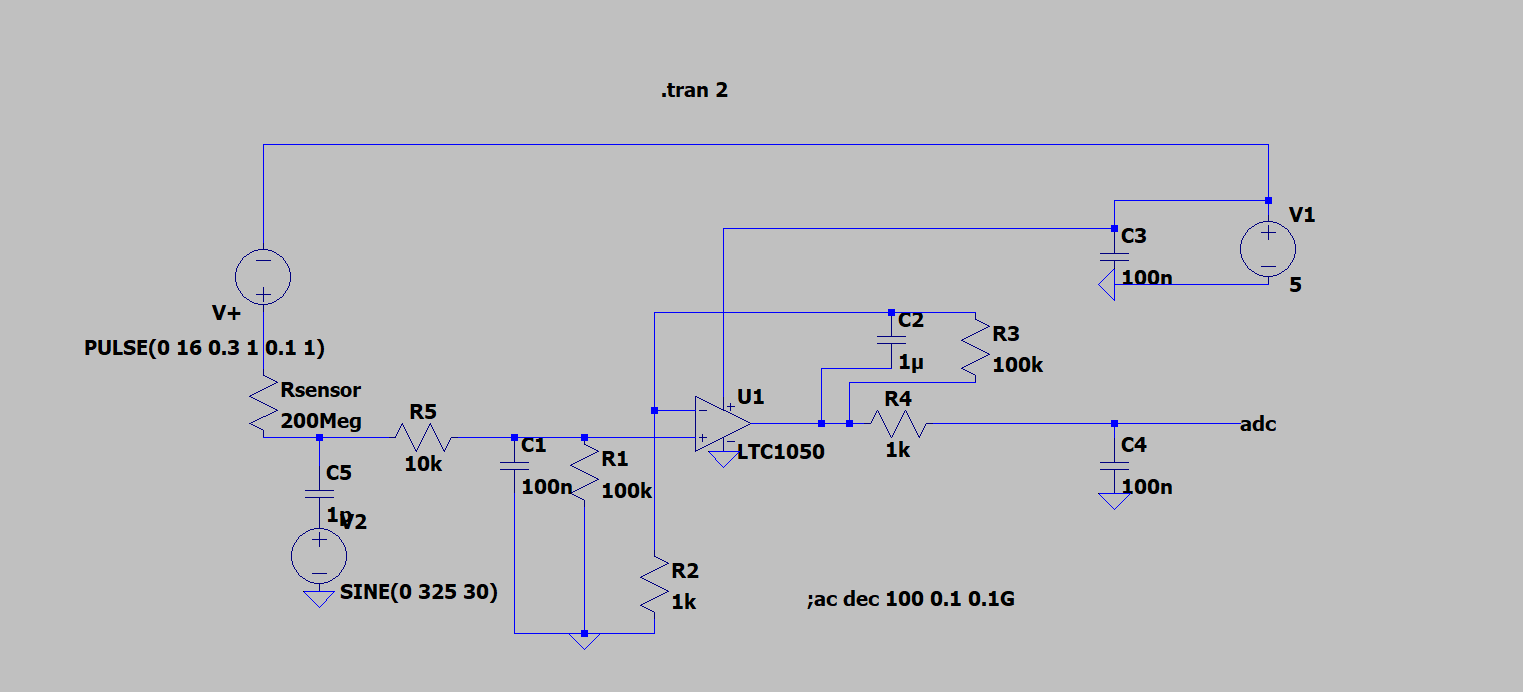 .tran 2
V1
C3
100n
5
V+
C2
R3
1µ
100k
PULSE(0 16 0.3 1 0.1 1)
Rsensor
200Meg
U1
R4
R5
adc
LTC1050
1k
10k
C1
C4
R1
C5
100n
100k
100n
V2
R2
SINE(0 325 30)
1k
;ac dec 100 0.1 0.1G